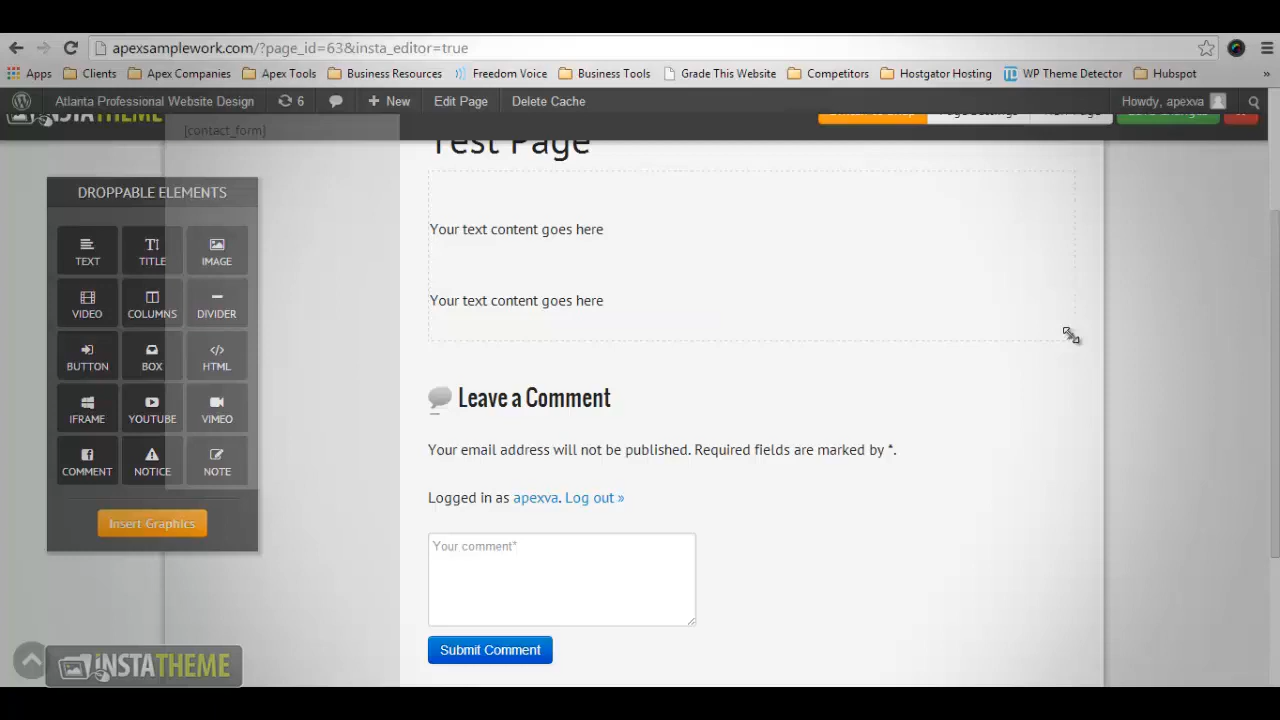 apexsamplework.com/?page_id=63&insta_editor=true
Apps Clients Apex Companies Apex Tools Business Resources Freedom Voice Business Tools Grade This Website Competitors Hostgator Hosting WP Theme Detector Hubspot »
Atlanta Professional Website Design 6 New Edit Page Delete Cache Howdy, apexva
INSTATHEME
[contact_form]
Test Page
DROPPABLE ELEMENTS
TEXT TITLE IMAGE
VIDEO COLUMNS DIVIDER
BUTTON BOX HTML
IFRAME YOUTUBE VIMEO
COMMENT NOTICE NOTE
Insert Graphics
Your text content goes here
Your text content goes here
Leave a Comment
Your email address will not be published. Required fields are marked by *.
Logged in as apexva. Log out »
Your comment*
Submit Comment
INSTATHEME